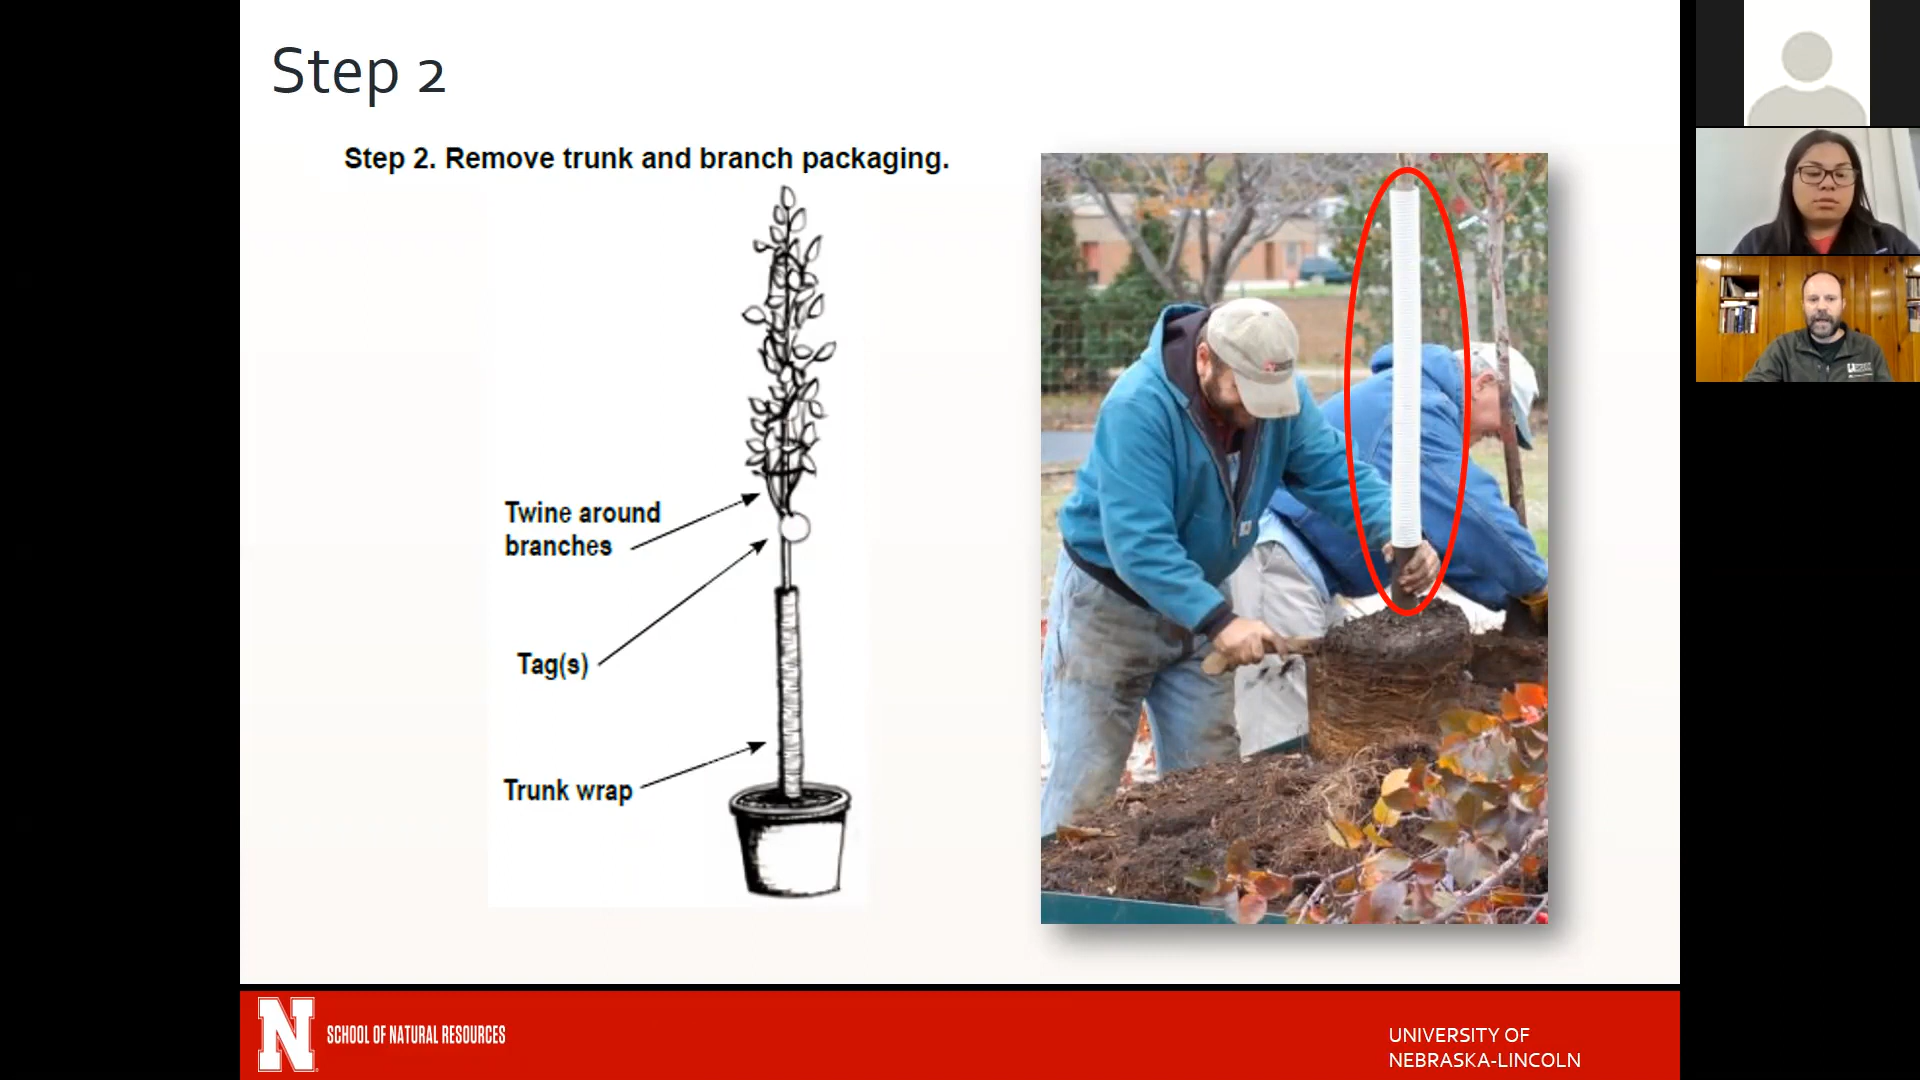 Step 2
Step 2. Remove trunk and branch packaging.
Twine around
branches
Tag(s)
Trunk wrap
N
SCHOOL OF NATURAL RESOURCES
UNIVERSITY OF
NEBRASKA-LINCOLN